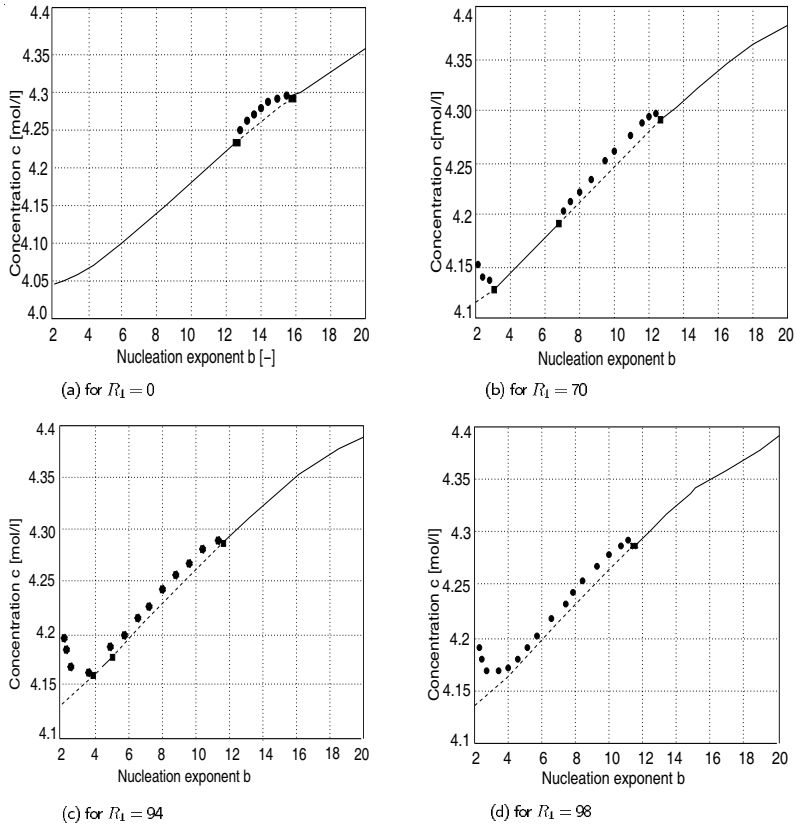 4.4
4.35
4.3
4.25
4.2
4.15
4.10
4.05
4.0
Concentration c [mol/l]
2 4 6 8 10 12 14 16 18 20
Nucleation exponent b [−]
(a) for R₁ = 0
4.4
4.35
4.30
4.25
4.2
4.15
4.1
Concentration c[mol/l]
2 4 6 8 10 12 14 16 18 20
Nucleation exponent b
(b) for R₁ = 70
4.4
4.35
4.30
4.25
4.2
4.15
4.1
Concentration c [mol/l]
2 4 6 8 10 12 14 16 18 20
Nucleation exponent b
(c) for R₁ = 94
4.4
4.35
4.3
4.25
4.2
4.15
4.1
Concentration c [mol/l]
2 4 6 8 10 12 14 16 18 20
Nucleation exponent b
(d) for R₁ = 98